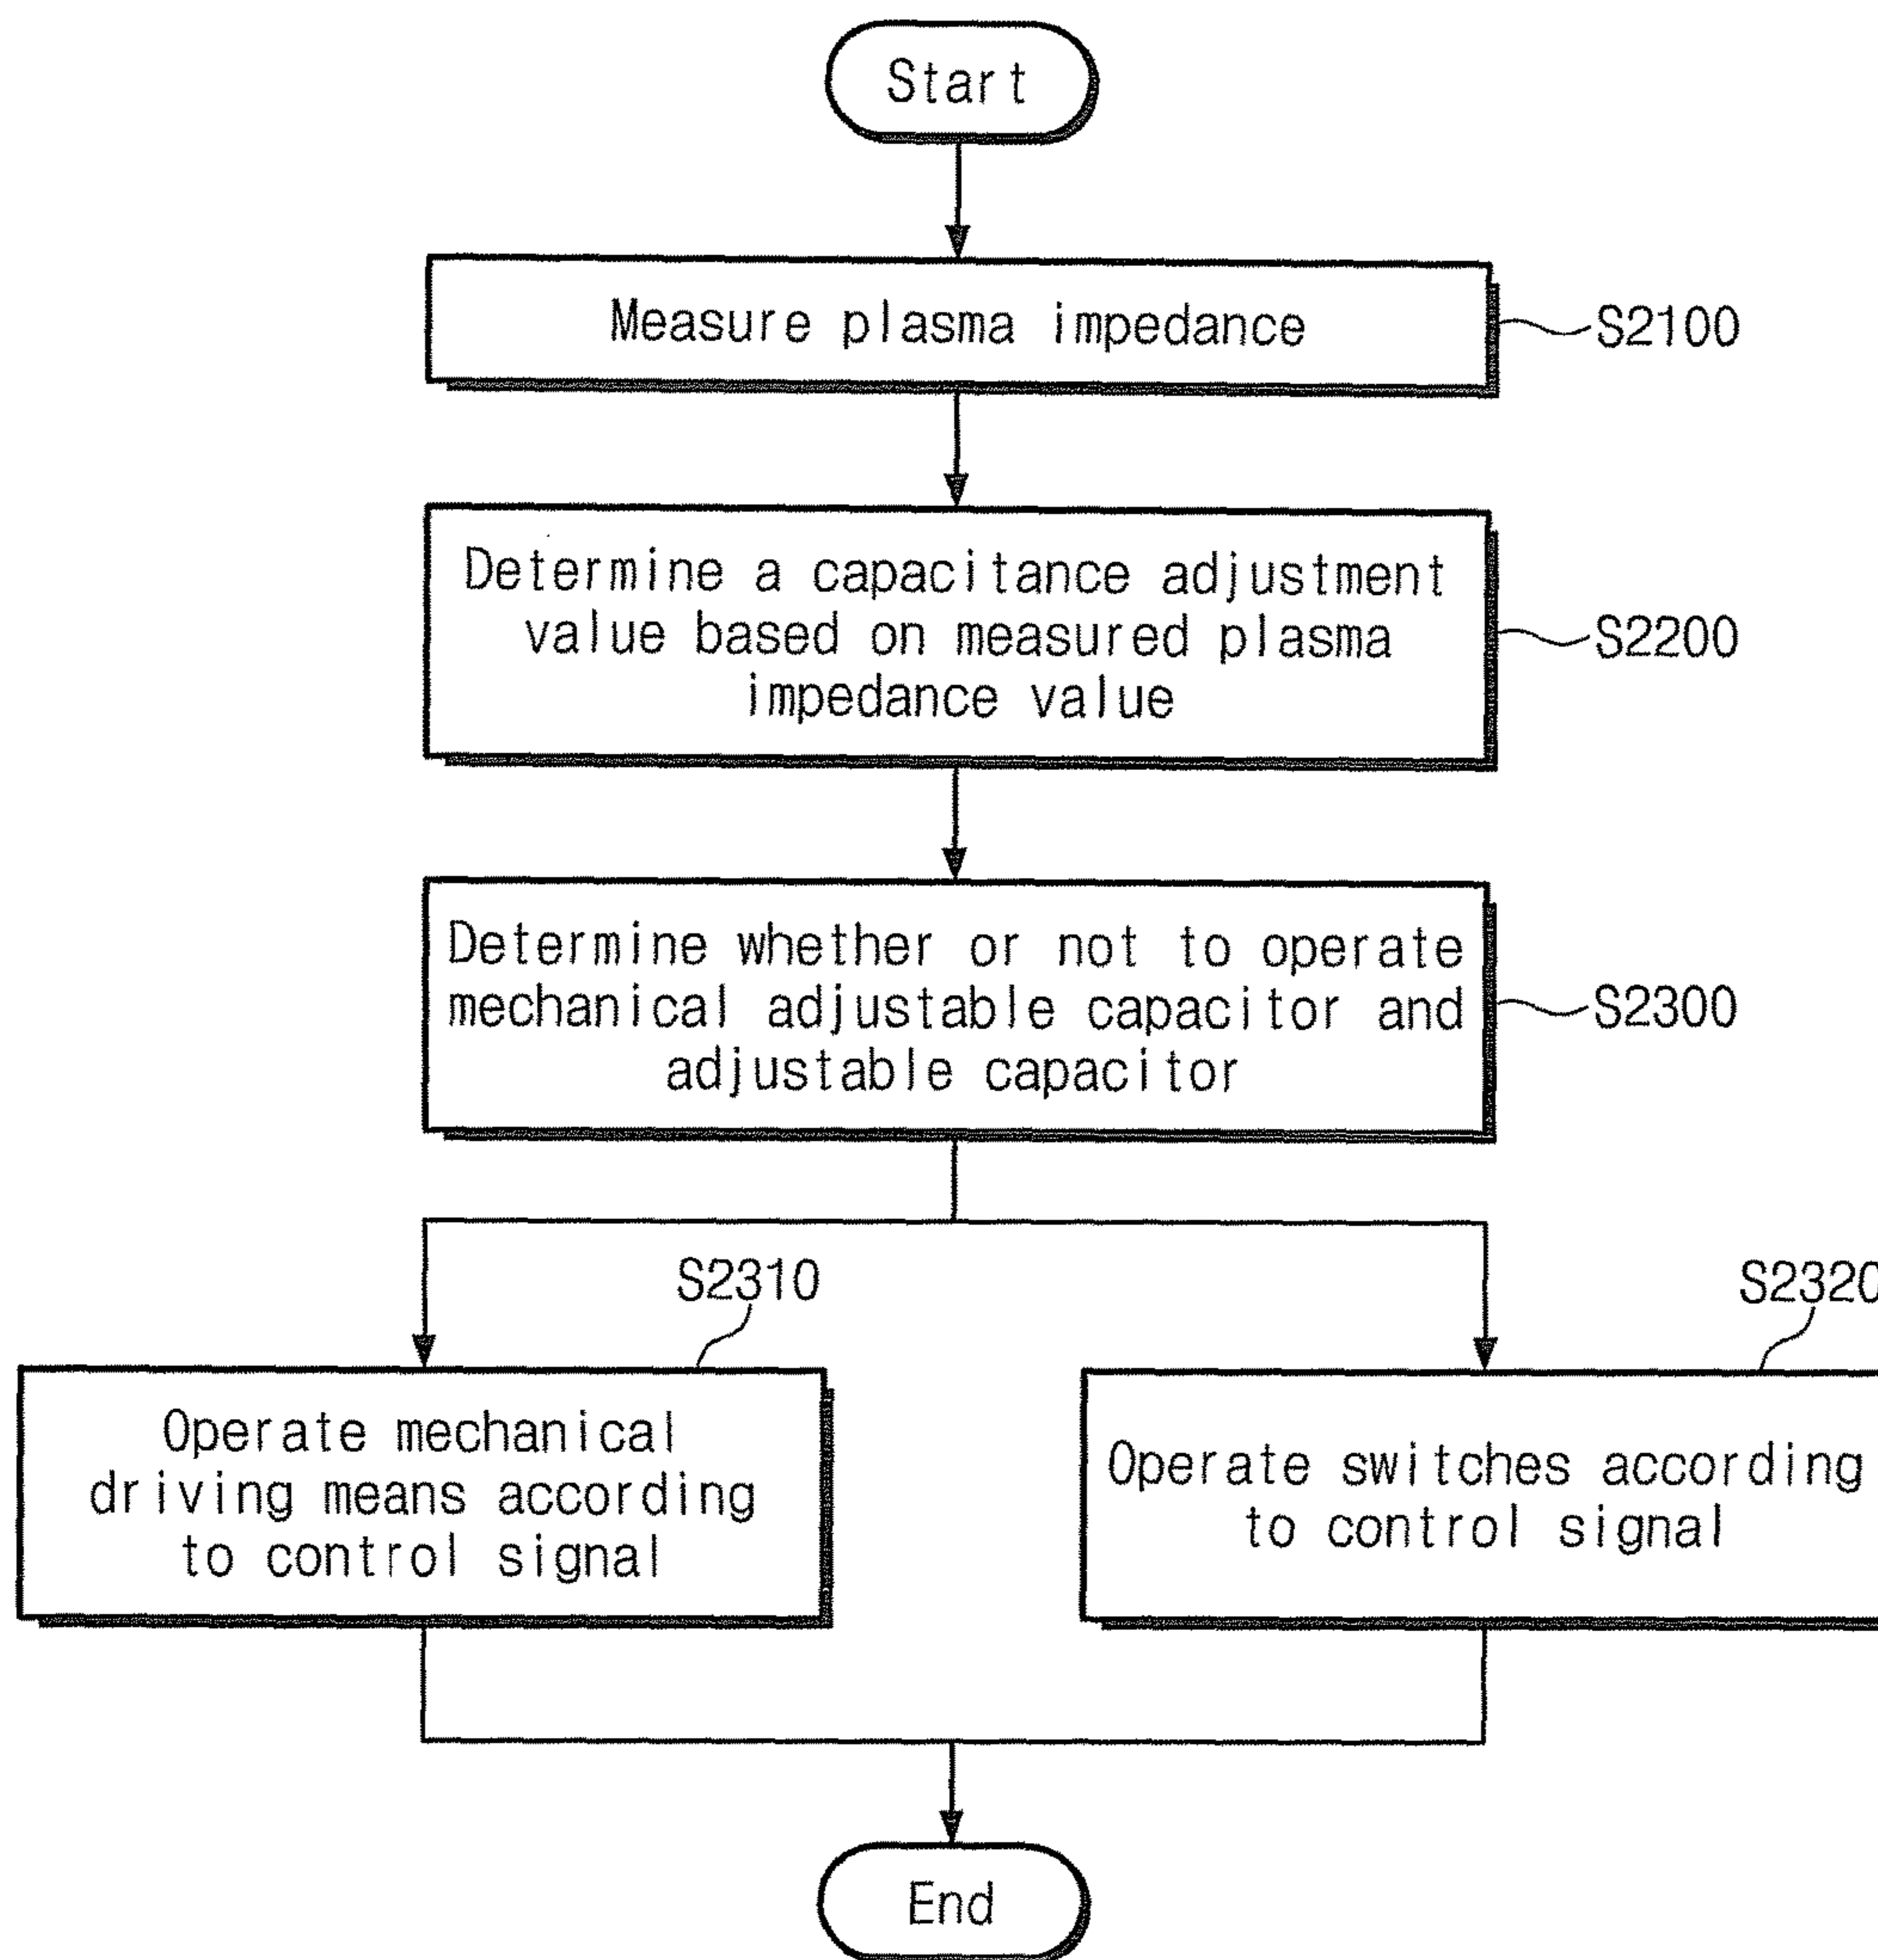 Start
Measure plasma impedance
S2100
Determine a capacitance adjustment
value based on measured plasma
impedance value
S2200
Determine whether or not to operate
mechanical adjustable capacitor and
adjustable capacitor
S2300
S2310
S2320
Operate mechanical
driving means according
to control signal
Operate switches according
to control signal
End